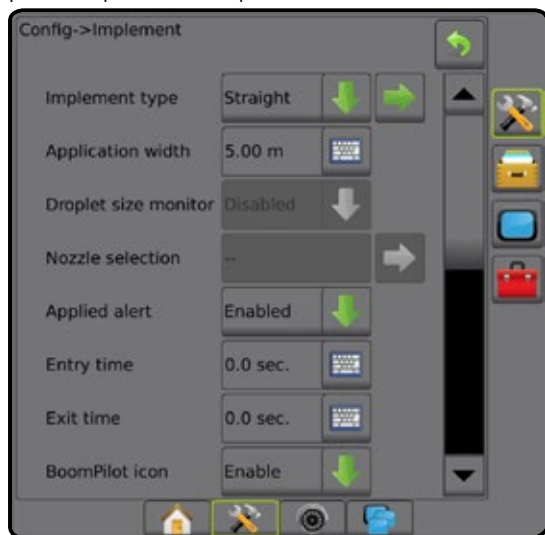 Config->Implement
Implement type Straight
Application width 5.00 m
Droplet size monitor Disabled
Nozzle selection --
Applied alert Enabled
Entry time 0.0 sec.
Exit time 0.0 sec.
BoomPilot icon Enable